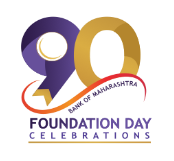 90
BANK OF MAHARASHTRA
FOUNDATION DAY
CELEBRATIONS